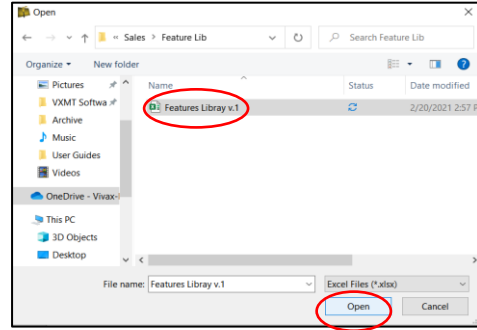 Open
« Sales > Feature Lib
Search Feature Lib
Organize
New folder
Pictures
VXMT Softwa
Archive
Music
User Guides
Videos
OneDrive - Vivax-
This PC
3D Objects
Desktop
Name
Status
Date modified
Features Libray v.1
2/20/2021 2:57 P
File name:
Features Libray v.1
Excel Files (*.xlsx)
Open
Cancel